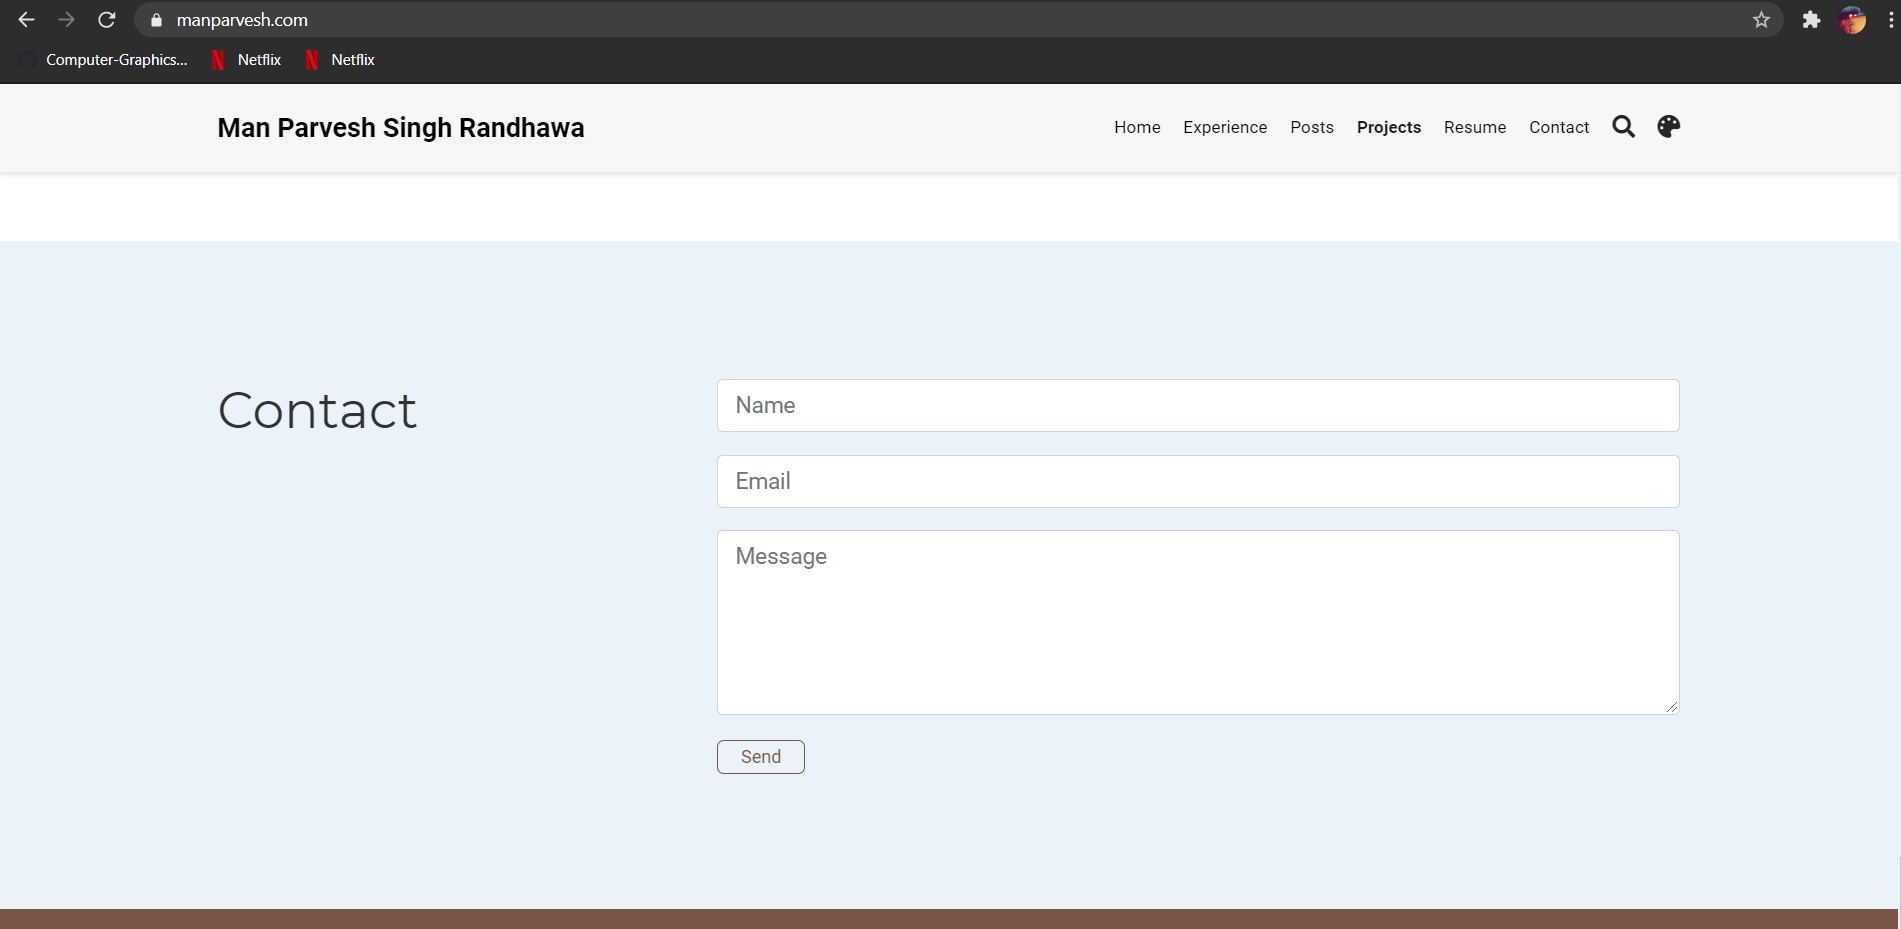 manparvesh.com
Computer-Graphics... Netflix Netflix
Man Parvesh Singh Randhawa Home Experience Posts Projects Resume Contact
Contact
Name
Email
Message
Send